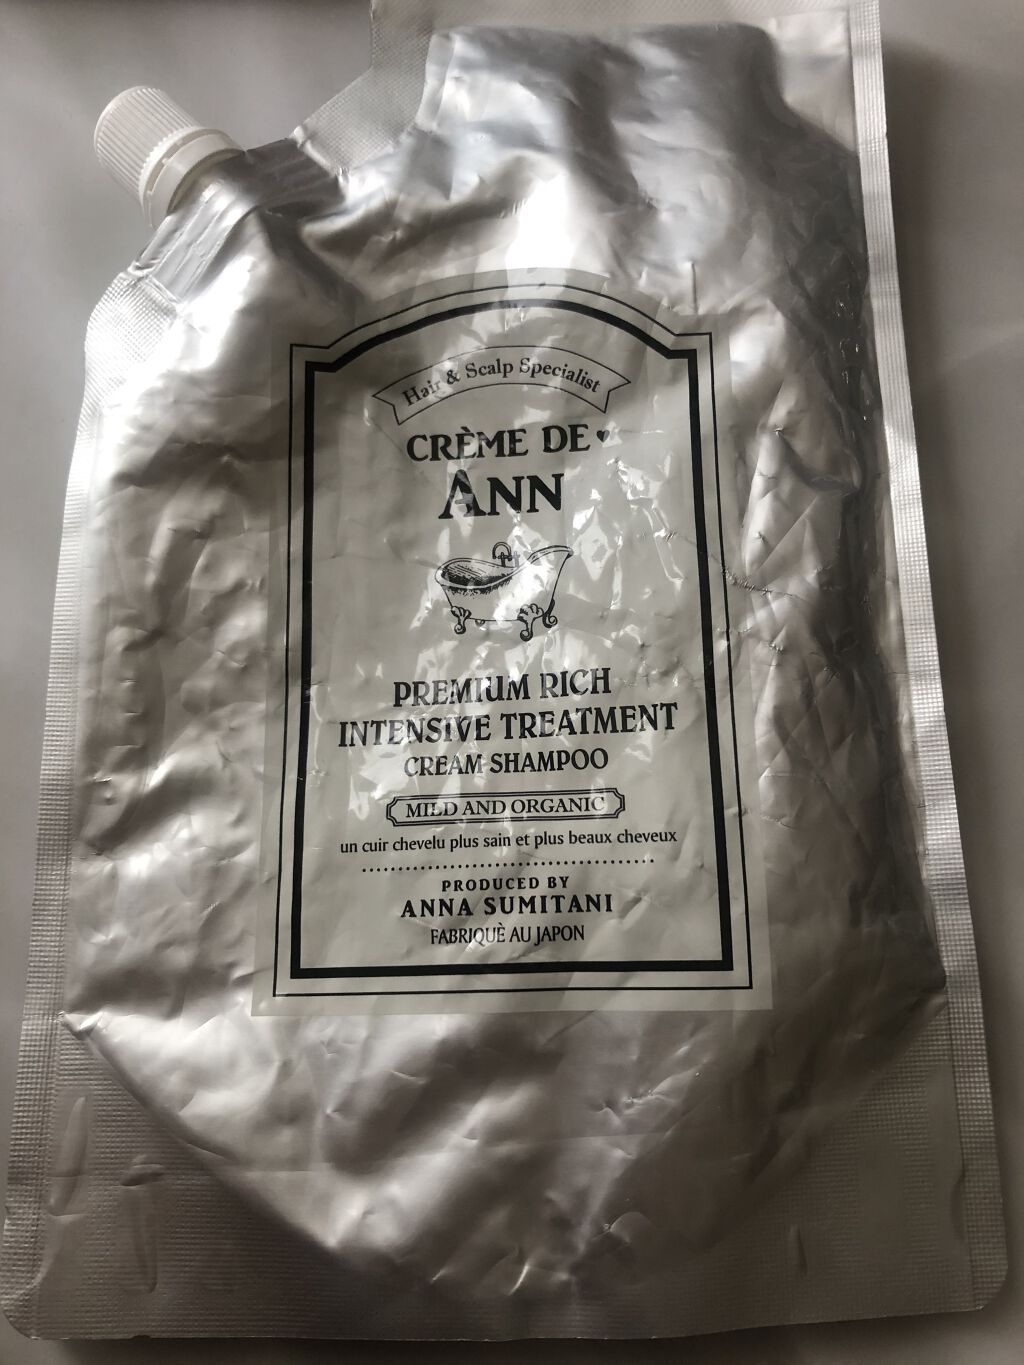 Hair & Scalp Specialist
CRÈME DE ♥
ANN
PREMIUM RICH
INTENSIVE TREATMENT
CREAM SHAMPOO
MILD AND ORGANIC
un cuir chevelu plus sain et plus beaux cheveux
PRODUCED BY
ANNA SUMITANI
FABRIQUÈ AU JAPON